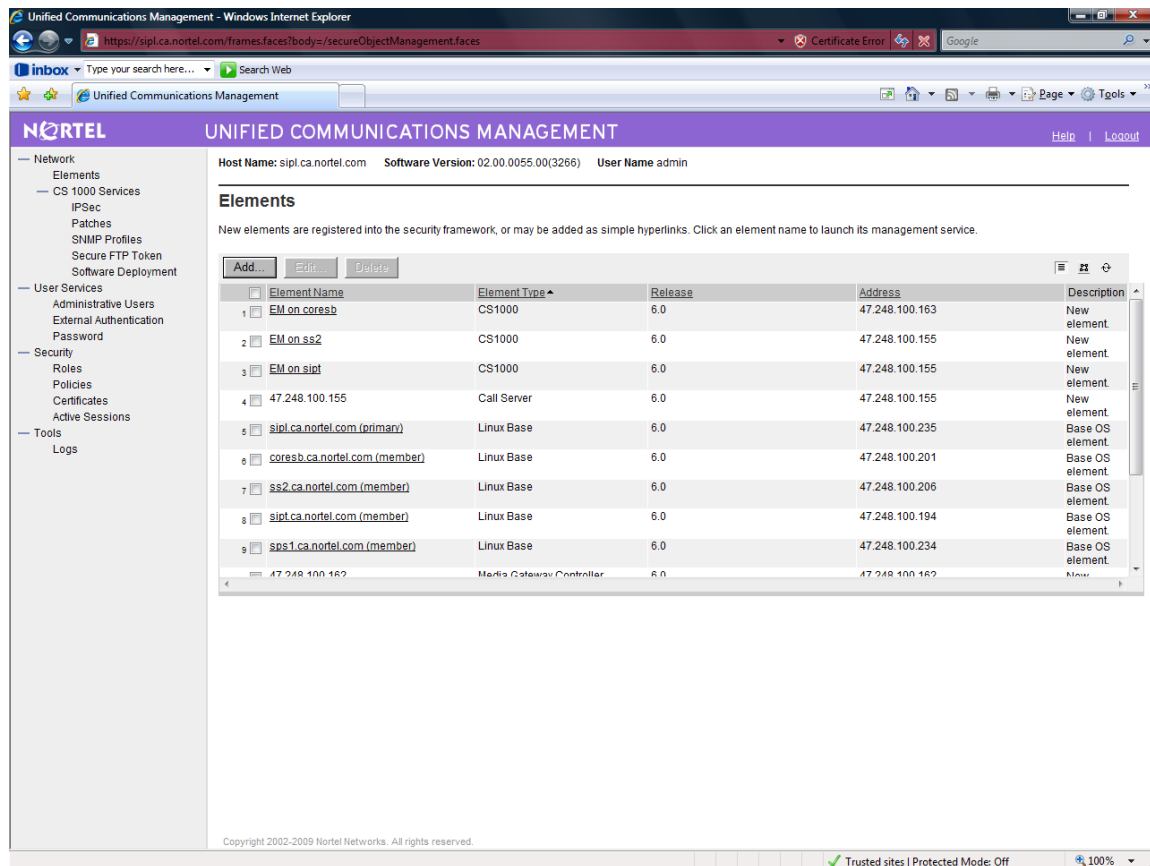 Unified Communications Management - Windows Internet Explorer
https://sipl.ca.nortel.com/frames.faces?body=/secureObjectManagement.faces Certificate Error Google
inbox Type your search here... Search Web
Unified Communications Management Page Tools
NORTEL UNIFIED COMMUNICATIONS MANAGEMENT Help | Logout
Host Name: sipl.ca.nortel.com Software Version: 02.00.0055.00(3266) User Name admin
Network
Elements
CS 1000 Services
IPSec
Patches
SNMP Profiles
Secure FTP Token
Software Deployment
User Services
Administrative Users
External Authentication
Password
Security
Roles
Policies
Certificates
Active Sessions
Tools
Logs
Elements
New elements are registered into the security framework, or may be added as simple hyperlinks. Click an element name to launch its management service.
Add... Edit... Delete
Element Name Element Type Release Address Description
1 EM on coresb CS1000 6.0 47.248.100.163 New
element.
2 EM on ss2 CS1000 6.0 47.248.100.155 New
element.
3 EM on sipt CS1000 6.0 47.248.100.155 New
element.
4 47.248.100.155 Call Server 6.0 47.248.100.155 New
element.
5 sipl.ca.nortel.com (primary) Linux Base 6.0 47.248.100.235 Base OS
element.
6 coresb.ca.nortel.com (member) Linux Base 6.0 47.248.100.201 Base OS
element.
7 ss2.ca.nortel.com (member) Linux Base 6.0 47.248.100.206 Base OS
element.
8 sipt.ca.nortel.com (member) Linux Base 6.0 47.248.100.194 Base OS
element.
9 sps1.ca.nortel.com (member) Linux Base 6.0 47.248.100.234 Base OS
element.
47.248.100.162 Media Gateway Controller 6.0 47.248.100.162 New
Copyright 2002-2009 Nortel Networks. All rights reserved.
Trusted sites | Protected Mode: Off 100%